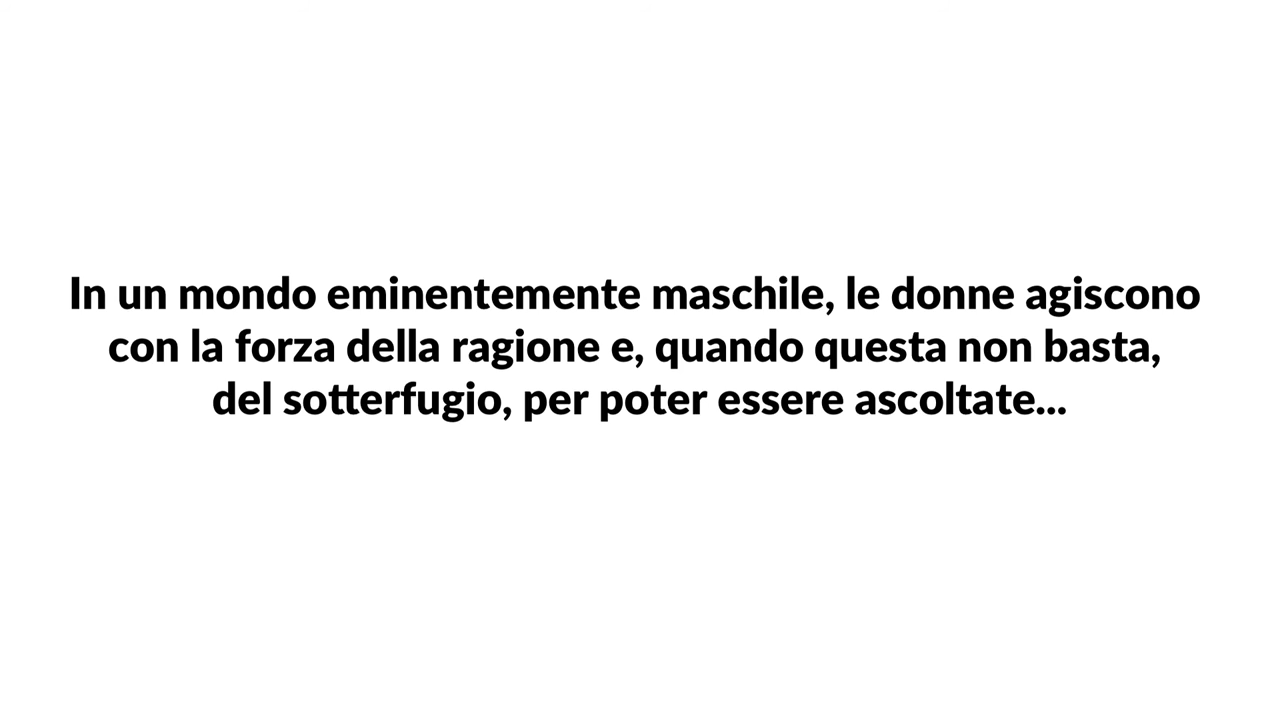 In un mondo eminentemente maschile, le donne agiscono
con la forza della ragione e, quando questa non basta,
del sotterfugio, per poter essere ascoltate...